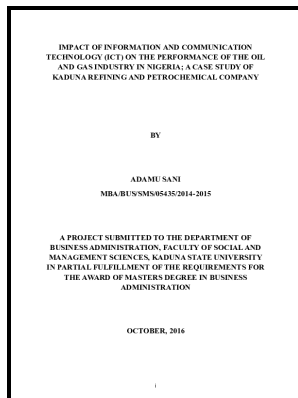 IMPACT OF INFORMATION AND COMMUNICATION
TECHNOLOGY (ICT) ON THE PERFORMANCE OF THE OIL
AND GAS INDUSTRY IN NIGERIA; A CASE STUDY OF
KADUNA REFINING AND PETROCHEMICAL COMPANY
BY
ADAMU SANI
MBA/BUS/SMS/05435/2014-2015
A PROJECT SUBMITTED TO THE DEPARTMENT OF
BUSINESS ADMINISTRATION, FACULTY OF SOCIAL AND
MANAGEMENT SCIENCES, KADUNA STATE UNIVERSITY
IN PARTIAL FULFILLMENT OF THE REQUIREMENTS FOR
THE AWARD OF MASTERS DEGREE IN BUSINESS
ADMINISTRATION
OCTOBER, 2016
i